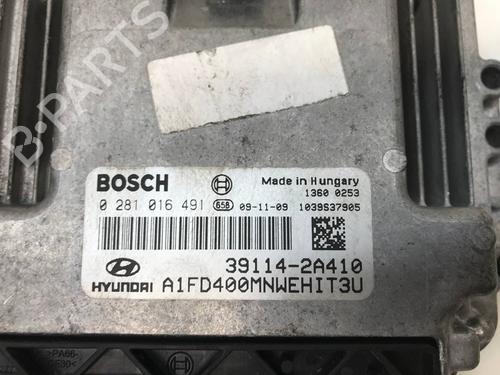 B-PARTS
BOSCH
Made in Hungary
1360 0253
0 281 016 491 658 09-11-09 1039S37905
39114-2A410
HYUNDAI A1FD400MNWEHIT3U
>PA66-